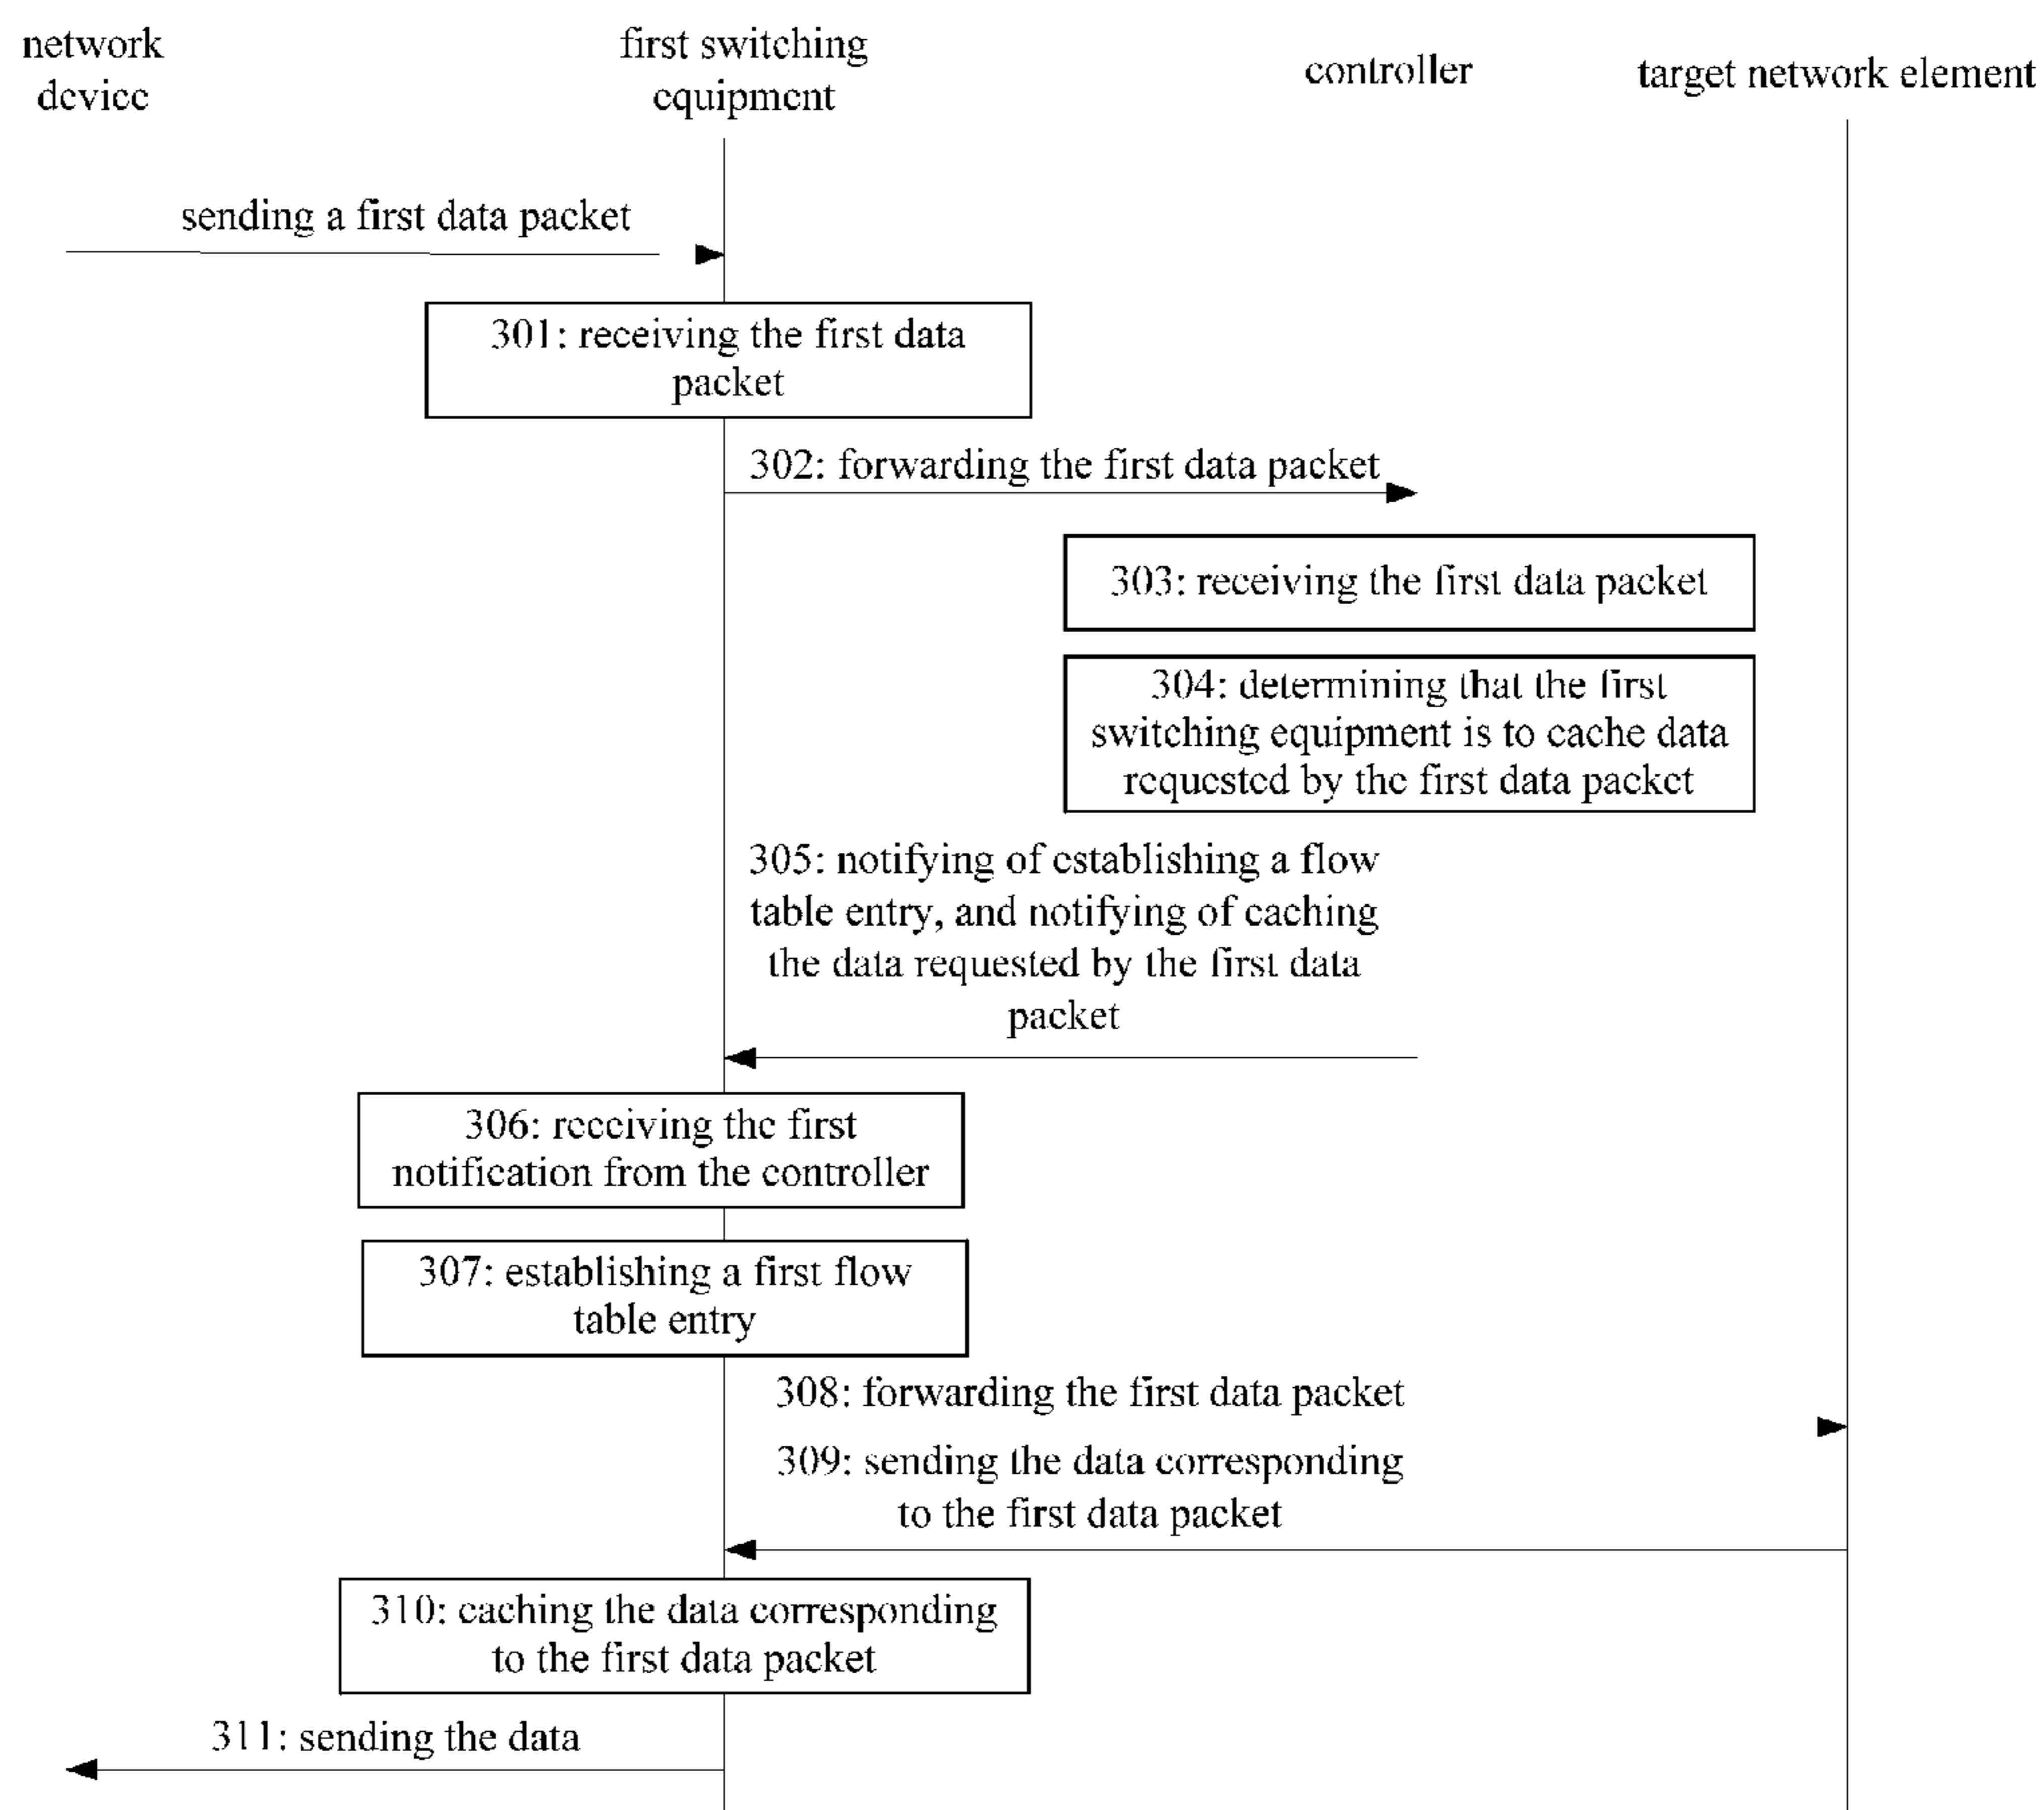 network
device
first switching
equipment
controller
target network element
sending a first data packet
301: receiving the first data
packet
302: forwarding the first data packet
303: receiving the first data packet
304: determining that the first
switching equipment is to cache data
requested by the first data packet
305: notifying of establishing a flow
table entry, and notifying of caching
the data requested by the first data
packet
306: receiving the first
notification from the controller
307: establishing a first flow
table entry
308: forwarding the first data packet
309: sending the data corresponding
to the first data packet
310: caching the data corresponding
to the first data packet
311: sending the data